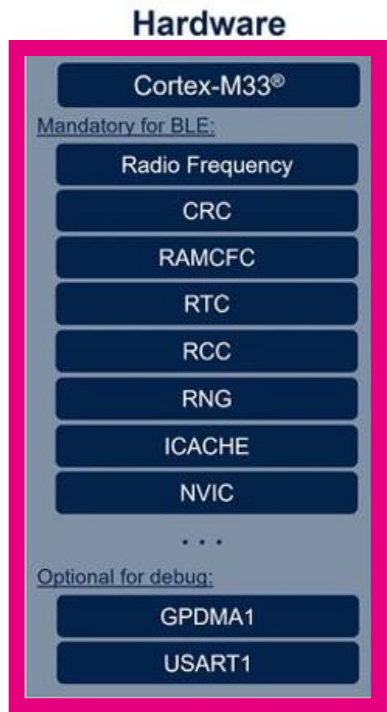 Hardware
Cortex-M33®
Mandatory for BLE:
Radio Frequency
CRC
RAMCFC
RTC
RCC
RNG
ICACHE
NVIC
...
Optional for debug:
GPDMA1
USART1